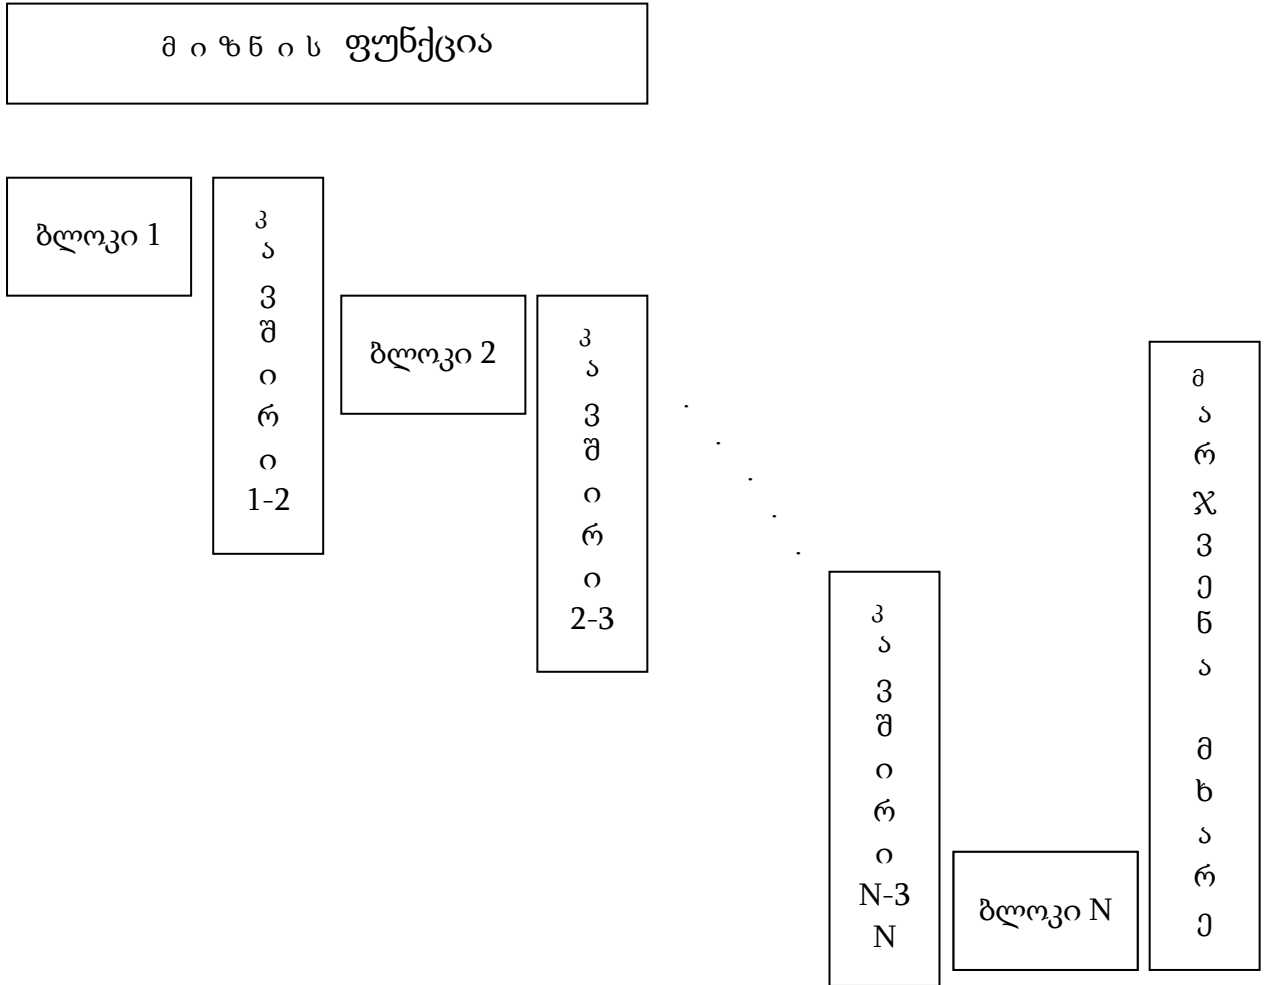 მ ი ზ ნ ი ს ფუნქცია
ბლოკი 1
კ
ა
ვ
შ
ი
რ
ი
1-2
ბლოკი 2
კ
ა
ვ
შ
ი
რ
ი
2-3
კ
ა
ვ
შ
ი
რ
ი
N-3
N
ბლოკი N
მ
ა
რ
ჯ
ვ
ე
ნ
ა
მ
ხ
ა
რ
ე